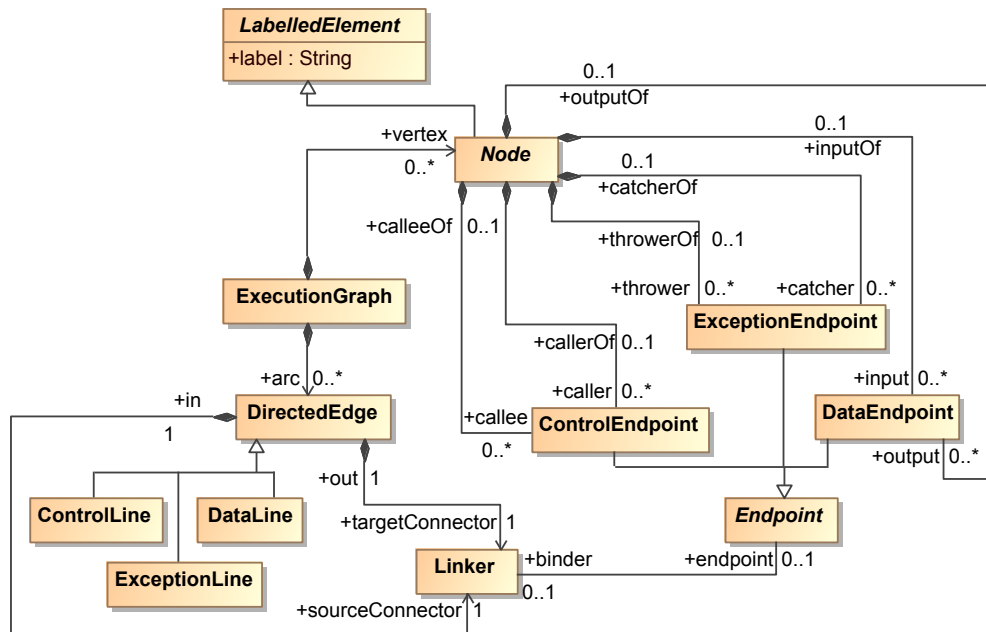 LabelledElement
+label : String
0..1
+outputOf
+vertex
0..*
Node
0..1
+inputOf
0..1
+catcherOf
+calleeOf
0..1
+throwerOf
0..1
ExecutionGraph
+thrower
0..*
+catcher
0..*
ExceptionEndpoint
+callerOf
0..1
+arc
0..*
+caller
0..*
+input
0..*
+in
1
DirectedEdge
+callee
0..*
ControlEndpoint
DataEndpoint
+output
0..*
+out
1
ControlLine
DataLine
+targetConnector
1
Endpoint
ExceptionLine
Linker
+binder
0..1
+endpoint
0..1
+sourceConnector
1